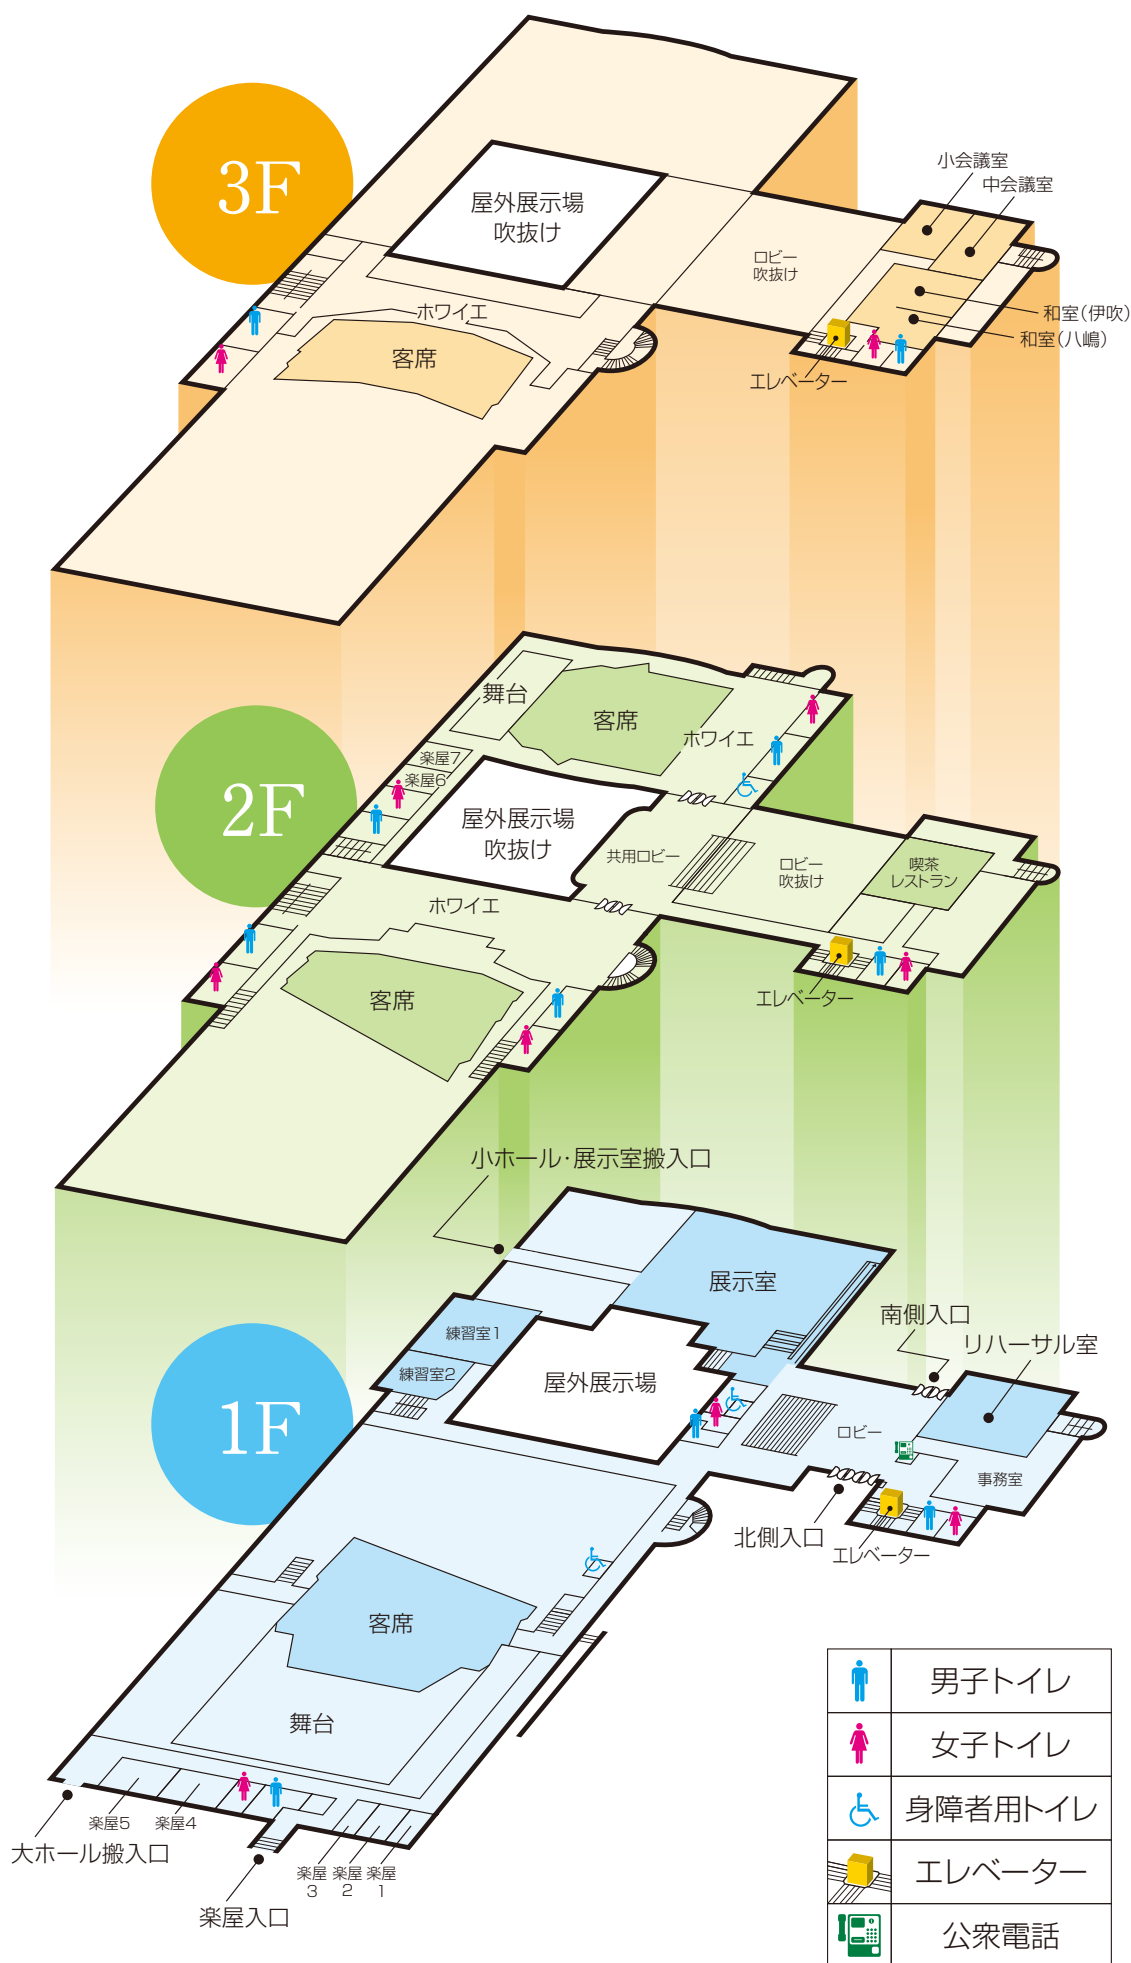 3F
小会議室
中会議室
屋外展示場
吹抜け
ロビー
吹抜け
和室(伊吹)
和室(八嶋)
ホワイエ
客席
エレベーター
2F
舞台
客席
ホワイエ
楽屋7
楽屋6
屋外展示場
吹抜け
共用ロビー
ロビー
吹抜け
喫茶
レストラン
ホワイエ
客席
エレベーター
小ホール・展示室搬入口
1F
展示室
南側入口
リハーサル室
練習室1
練習室2
屋外展示場
ロビー
事務室
北側入口
エレベーター
客席
舞台
楽屋5
楽屋4
大ホール搬入口
楽屋
3
楽屋
2
楽屋
1
楽屋入口
男子トイレ
女子トイレ
身障者用トイレ
エレベーター
公衆電話